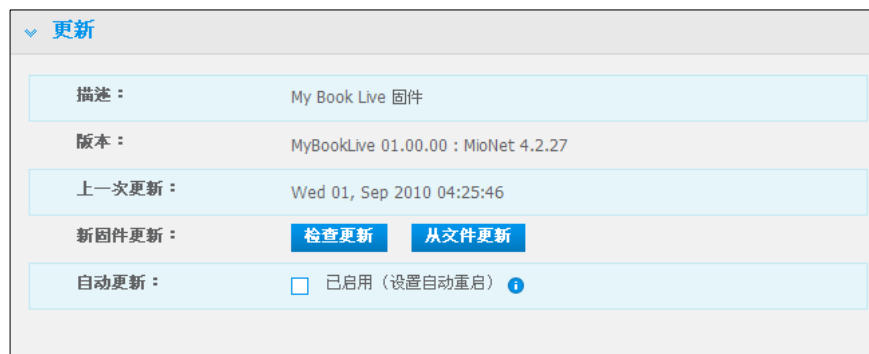 更新
描述： My Book Live 固件
版本： MyBookLive 01.00.00 : MioNet 4.2.27
上一次更新： Wed 01, Sep 2010 04:25:46
新固件更新： 检查更新 从文件更新
自动更新： 已启用（设置自动重启）